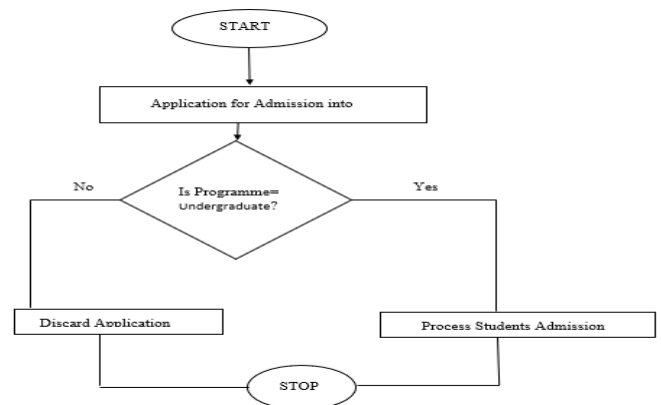 START
Application for Admission into
No
Yes
Is Programme=
Undergraduate?
Discard Application
Process Students Admission
STOP